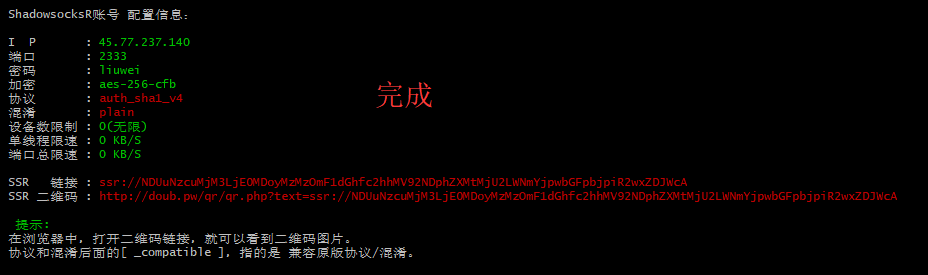 ShadowsocksR账号 配置信息：
I P : 45.77.237.140
端口 : 2333
密码 : liuwei
加密 : aes-256-cfb
协议 : auth_sha1_v4
混淆 : plain
设备数限制 : 0(无限)
单线程限速 : 0 KB/S
端口总限速 : 0 KB/S
完成
SSR 链接 : ssr://NDUuNzcuMjM3LjE0MDoyMzMzOmF1dGhfc2hhMV92NDphZXMtMjU2LWNmYjpwbGFpbjpiR2wxZDJWcA
SSR 二维码 : http://doub.pw/qr/qr.php?text=ssr://NDUuNzcuMjM3LjE0MDoyMzMzOmF1dGhfc2hhMV92NDphZXMtMjU2LWNmYjpwbGFpbjpiR2wxZDJWcA
提示:
在浏览器中，打开二维码链接，就可以看到二维码图片。
协议和混淆后面的[ _compatible ]，指的是 兼容原版协议/混淆。